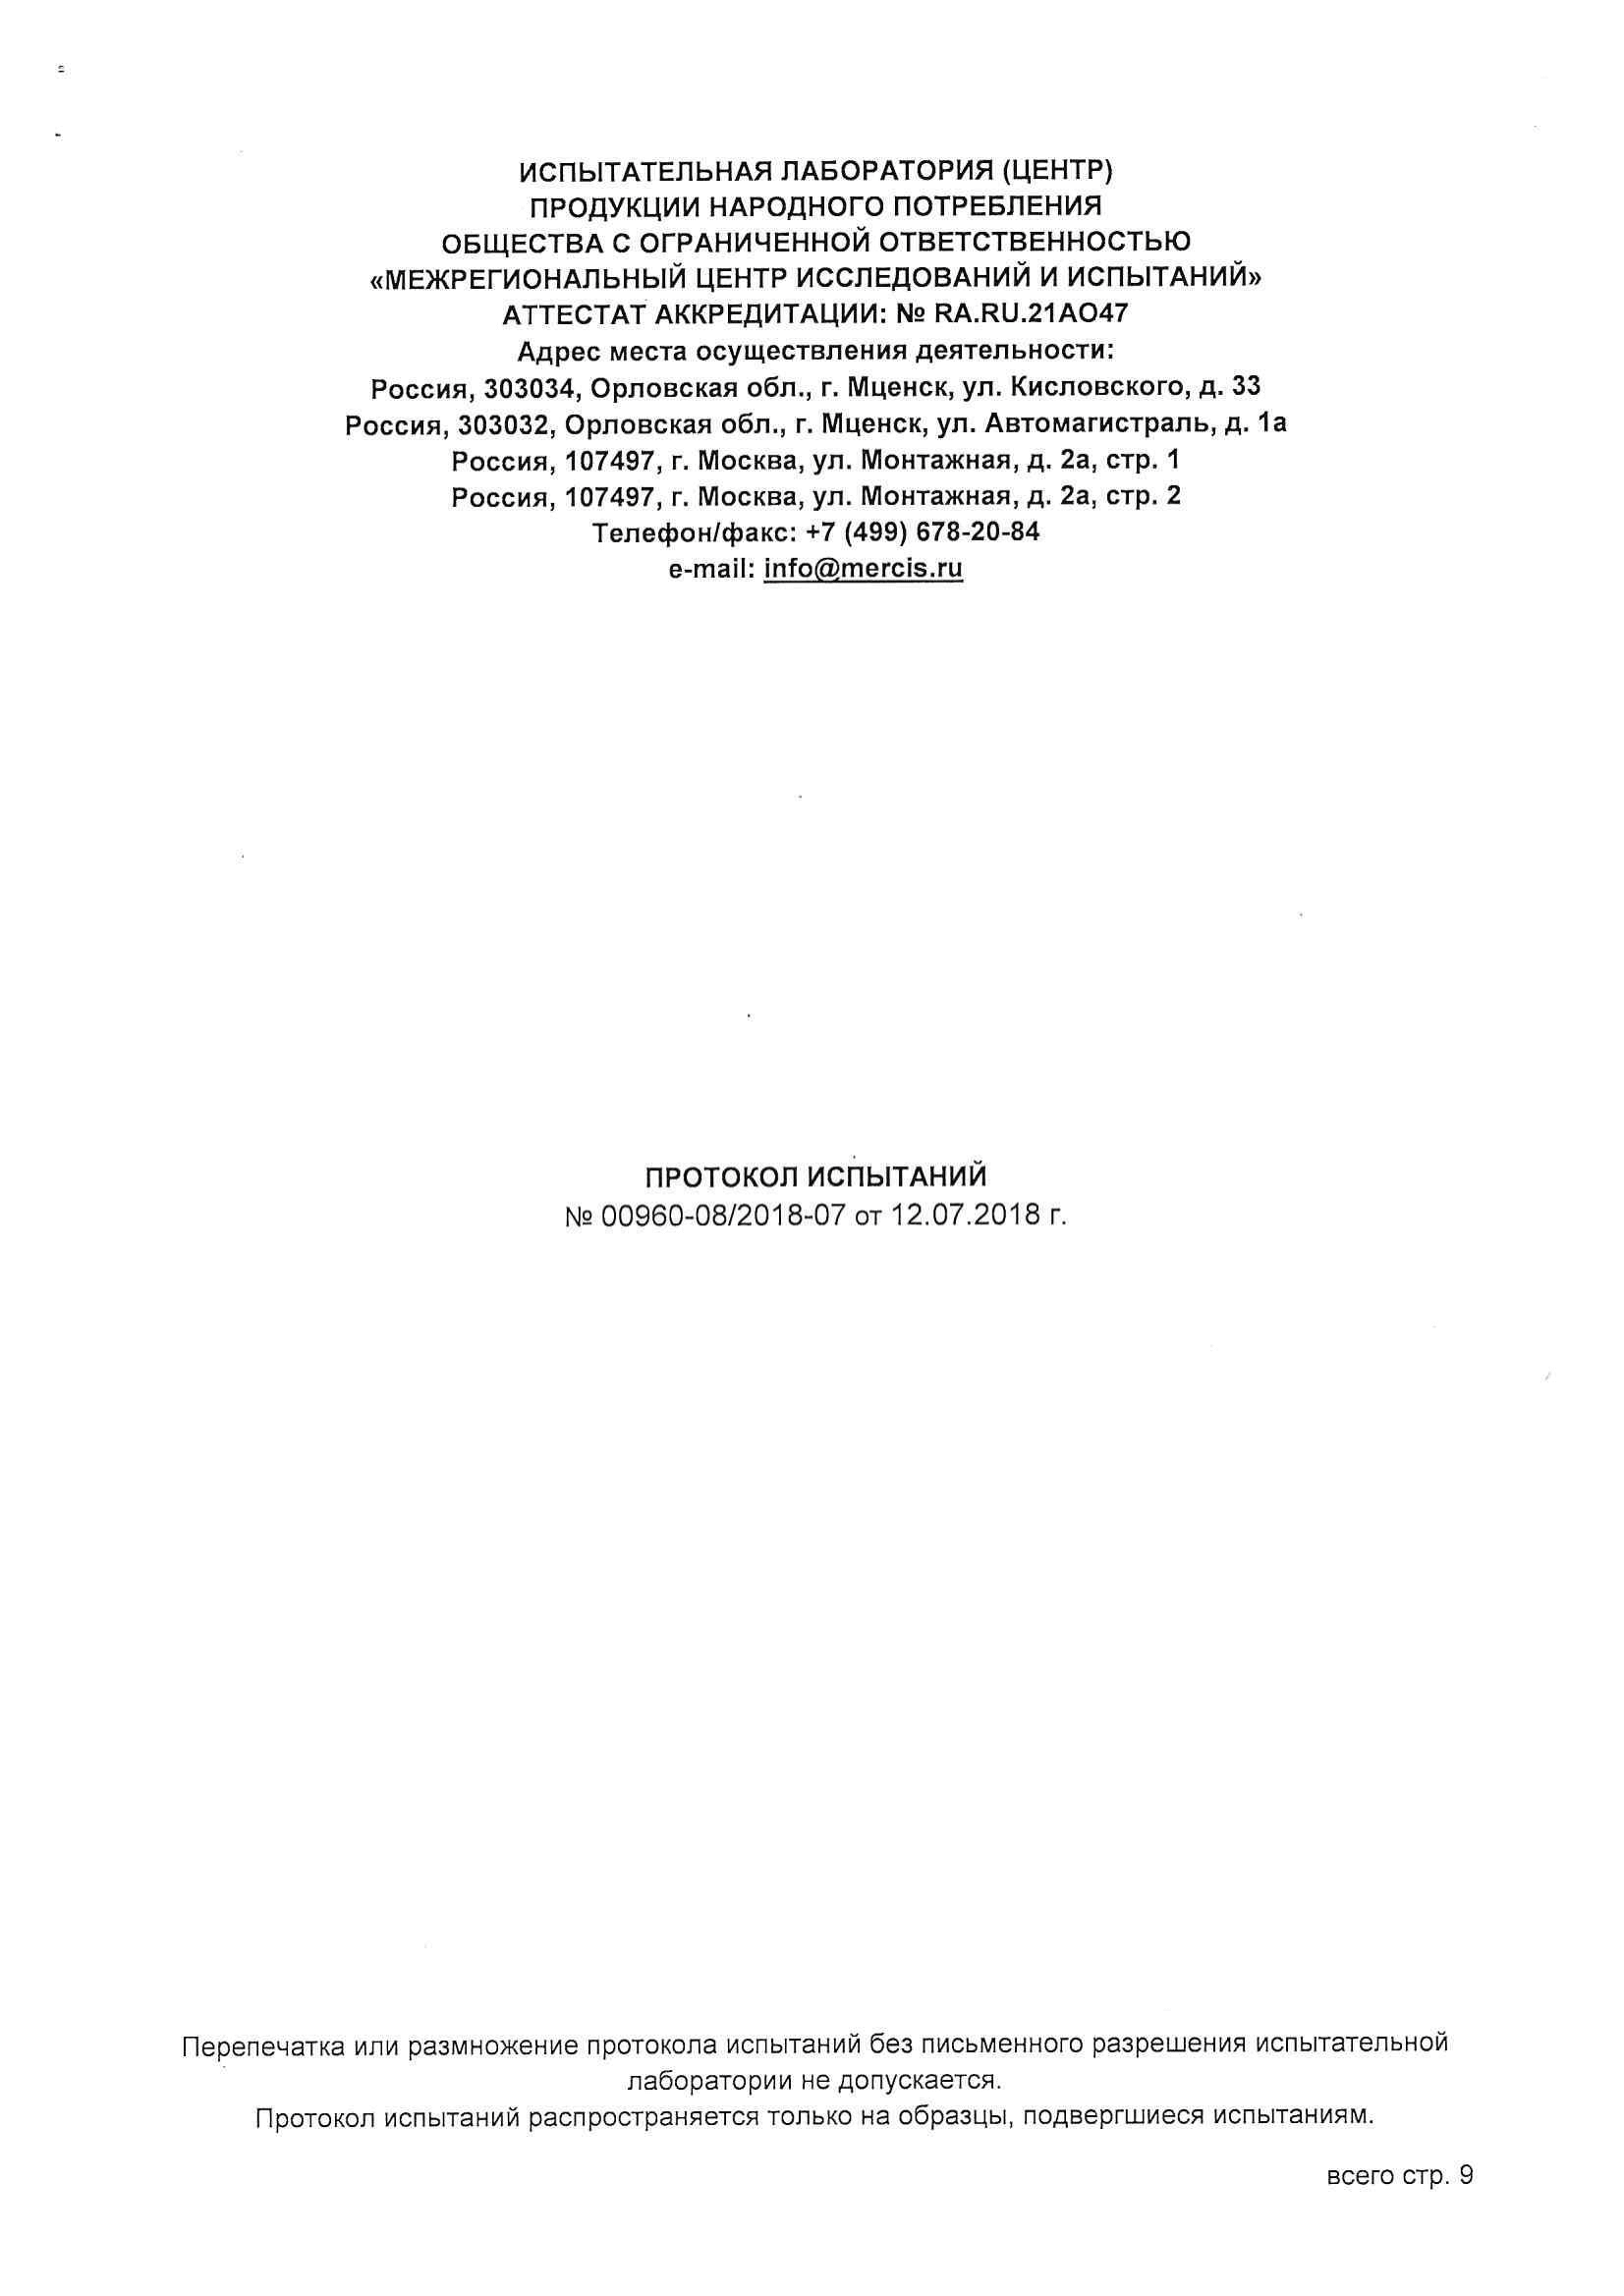 ИСПЫТАТЕЛЬНАЯ ЛАБОРАТОРИЯ (ЦЕНТР)
ПРОДУКЦИИ НАРОДНОГО ПОТРЕБЛЕНИЯ
ОБЩЕСТВА С ОГРАНИЧЕННОЙ ОТВЕТСТВЕННОСТЬЮ
«МЕЖРЕГИОНАЛЬНЫЙ ЦЕНТР ИССЛЕДОВАНИЙ И ИСПЫТАНИЙ»
АТТЕСТАТ АККРЕДИТАЦИИ: № RA.RU.21АО47
Адрес места осуществления деятельности:
Россия, 303034, Орловская обл., г. Мценск, ул. Кисловского, д. 33
Россия, 303032, Орловская обл., г. Мценск, ул. Автомагистраль, д. 1а
Россия, 107497, г. Москва, ул. Монтажная, д. 2а, стр. 1
Россия, 107497, г. Москва, ул. Монтажная, д. 2а, стр. 2
Телефон/факс: +7 (499) 678-20-84
e-mail: info@mercis.ru
ПРОТОКОЛ ИСПЫТАНИЙ
№ 00960-08/2018-07 от 12.07.2018 г.
Перепечатка или размножение протокола испытаний без письменного разрешения испытательной
лаборатории не допускается.
Протокол испытаний распространяется только на образцы, подвергшиеся испытаниям.
всего стр. 9